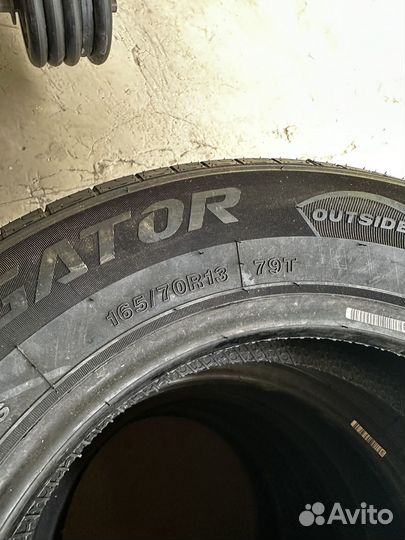 GATOR
OUTSIDE
165/70R13 79T
S
Avito